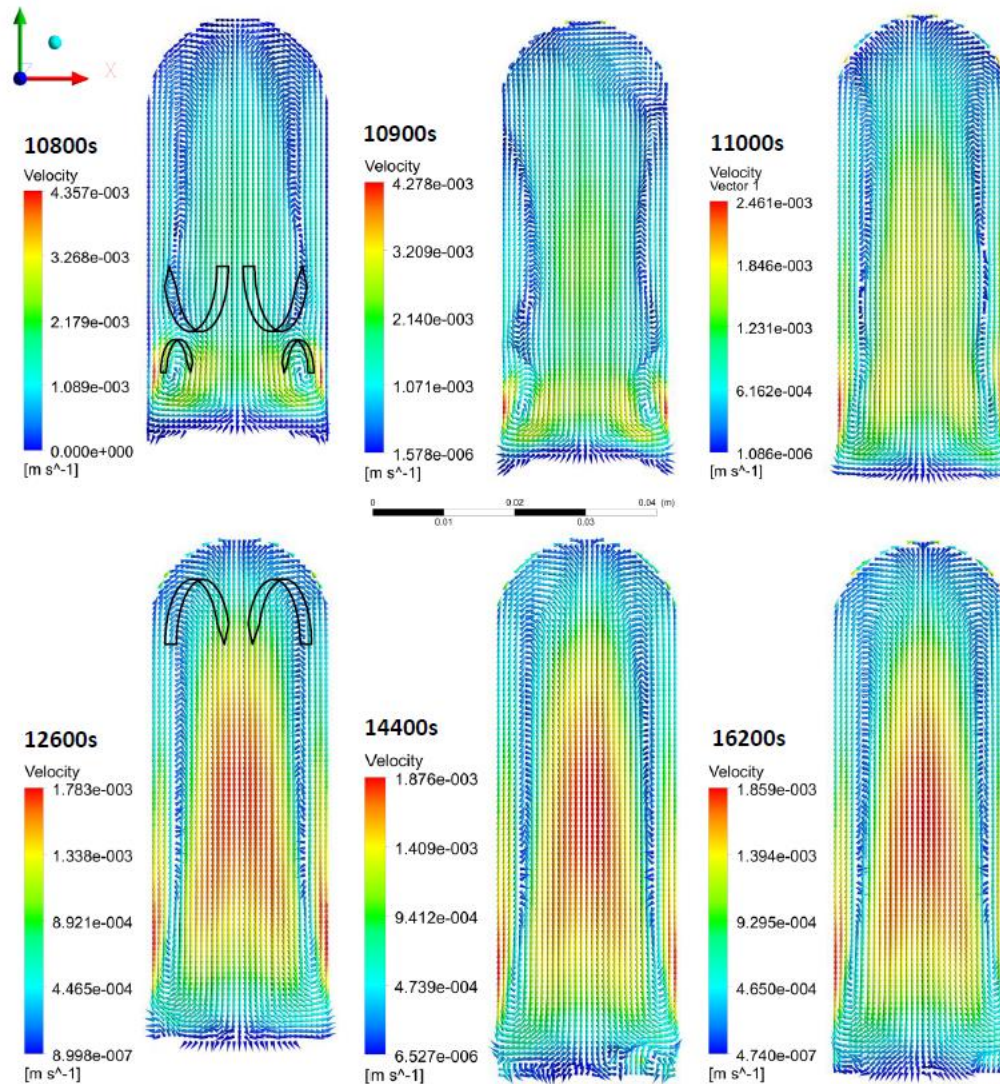 X
10800s
Velocity
4.357e-003
3.268e-003
2.179e-003
1.089e-003
0.000e+000
[m s^-1]
10900s
Velocity
4.278e-003
3.209e-003
2.140e-003
1.071e-003
1.578e-006
[m s^-1]
11000s
Velocity
Vector 1
2.461e-003
1.846e-003
1.231e-003
6.162e-004
1.086e-006
[m s^-1]
0 0.02 0.04 (m)
0.01 0.03
12600s
Velocity
1.783e-003
1.338e-003
8.921e-004
4.465e-004
8.998e-007
[m s^-1]
14400s
Velocity
1.876e-003
1.409e-003
9.412e-004
4.739e-004
6.527e-006
[m s^-1]
16200s
Velocity
1.859e-003
1.394e-003
9.295e-004
4.650e-004
4.740e-007
[m s^-1]